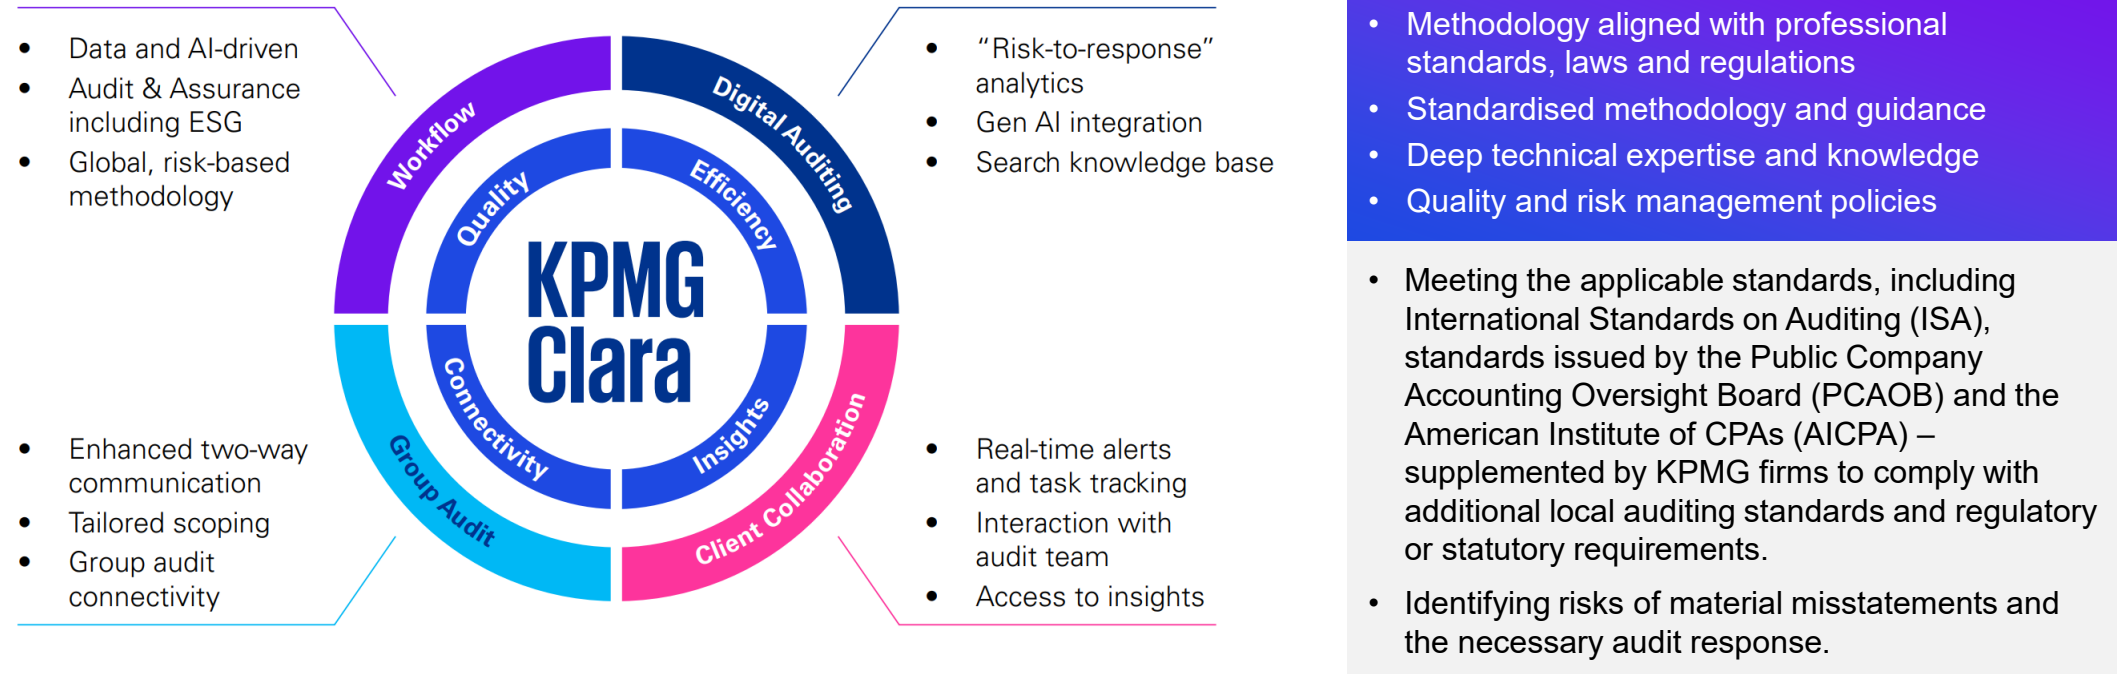 • Data and AI-driven
• Audit & Assurance
including ESG
• Global, risk-based
methodology
• Enhanced two-way
communication
• Tailored scoping
• Group audit
connectivity
Workflow
Digital Auditing
Quality
Efficiency
KPMG
Clara
Connectivity
Insights
Group Audit
Client Collaboration
• “Risk-to-response”
analytics
• Gen AI integration
• Search knowledge base
• Real-time alerts
and task tracking
• Interaction with
audit team
• Access to insights
• Methodology aligned with professional
standards, laws and regulations
• Standardised methodology and guidance
• Deep technical expertise and knowledge
• Quality and risk management policies
• Meeting the applicable standards, including
International Standards on Auditing (ISA),
standards issued by the Public Company
Accounting Oversight Board (PCAOB) and the
American Institute of CPAs (AICPA) –
supplemented by KPMG firms to comply with
additional local auditing standards and regulatory
or statutory requirements.
• Identifying risks of material misstatements and
the necessary audit response.